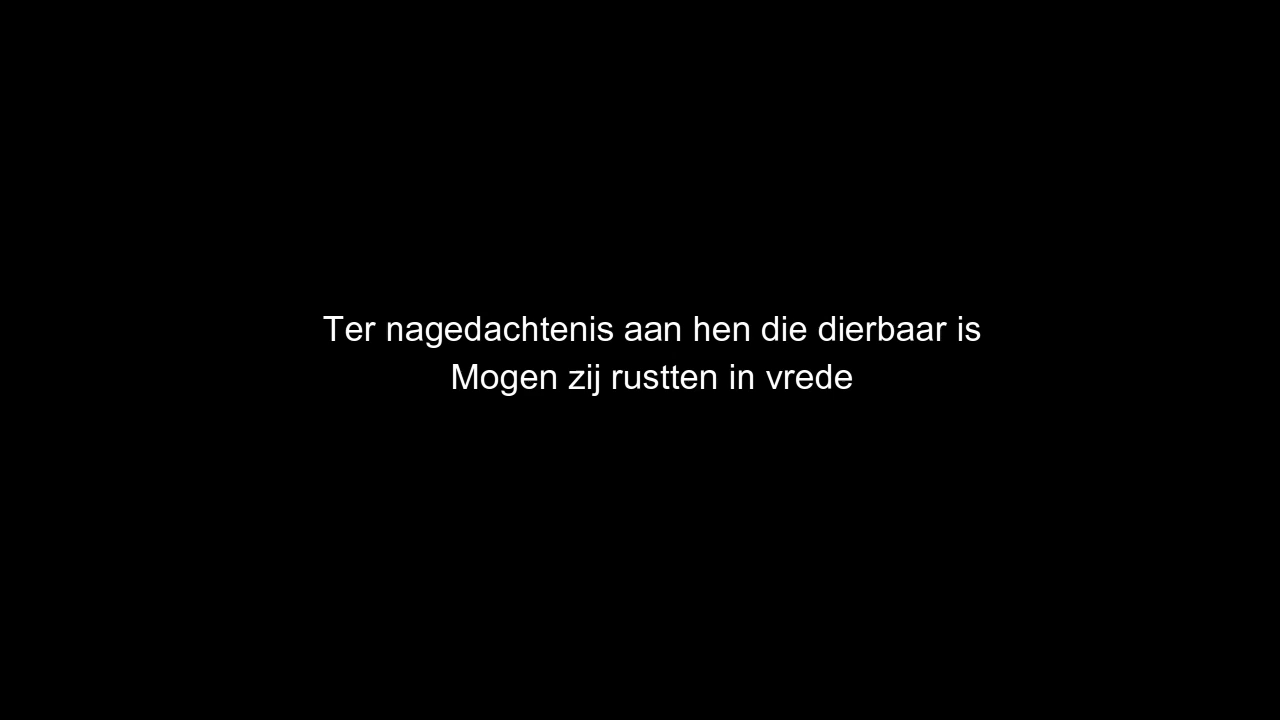 Ter nagedachtenis aan hen die dierbaar is
Mogen zij rustten in vrede